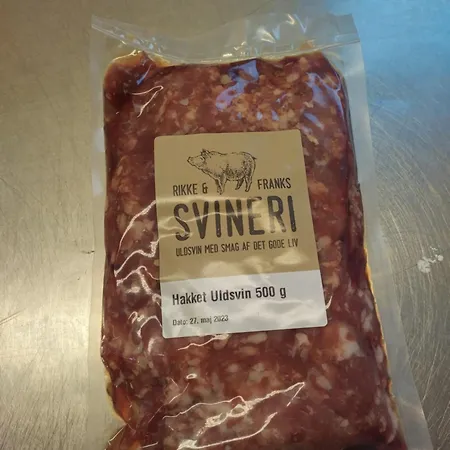 RIKKE & FRANKS
SVINERI
ULDSVIN MED SMAG AF DET GODE LIV
Hakket Uldsvin 500 g
Dato: 27. maj 2023